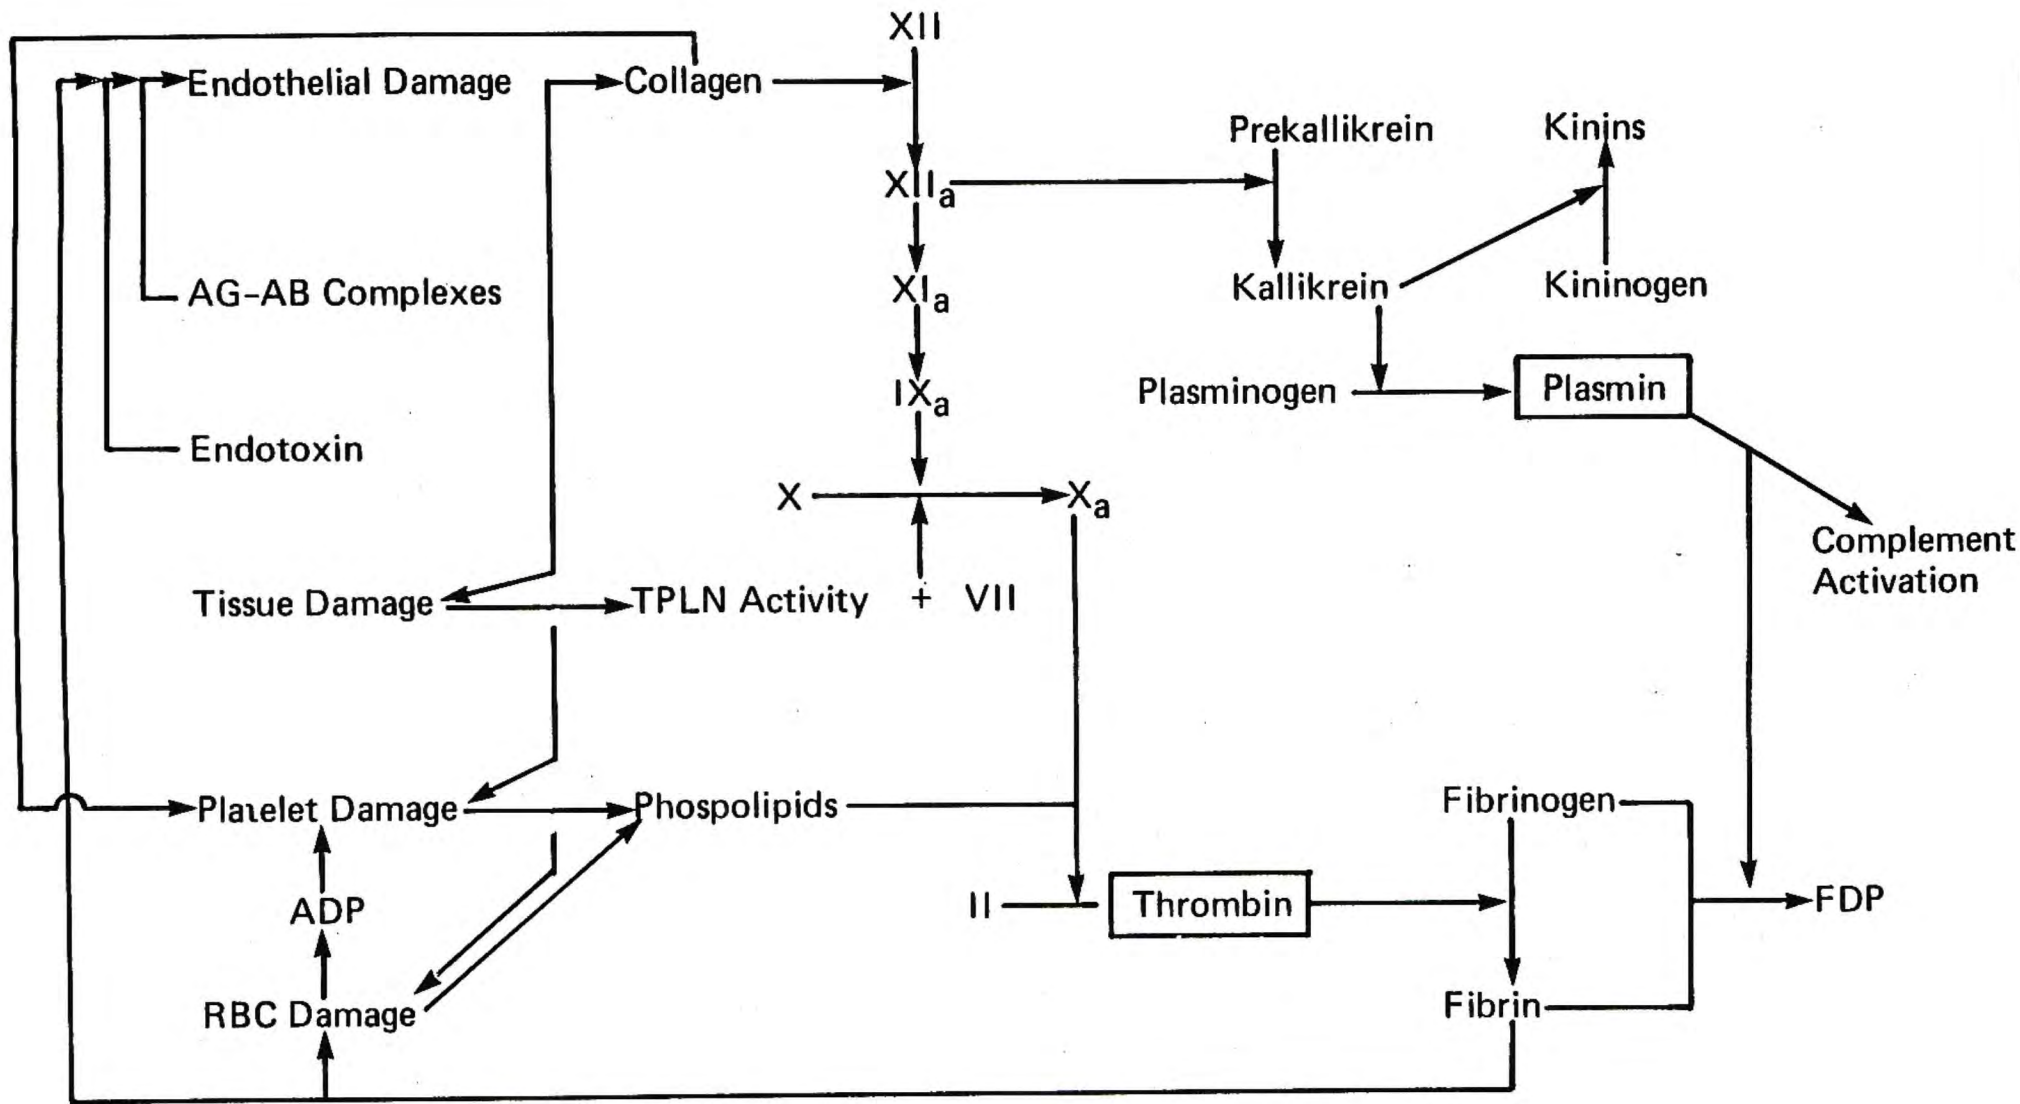 XII
Endothelial Damage
Collagen
Prekallikrein
Kinins
XIIa
AG-AB Complexes
XIa
Kallikrein
Kininogen
IXa
Plasminogen
Plasmin
Endotoxin
X
Xa
Complement
Activation
Tissue Damage
TPLN Activity + VII
Platelet Damage
Phospolipids
Fibrinogen
ADP
II
Thrombin
FDP
RBC Damage
Fibrin